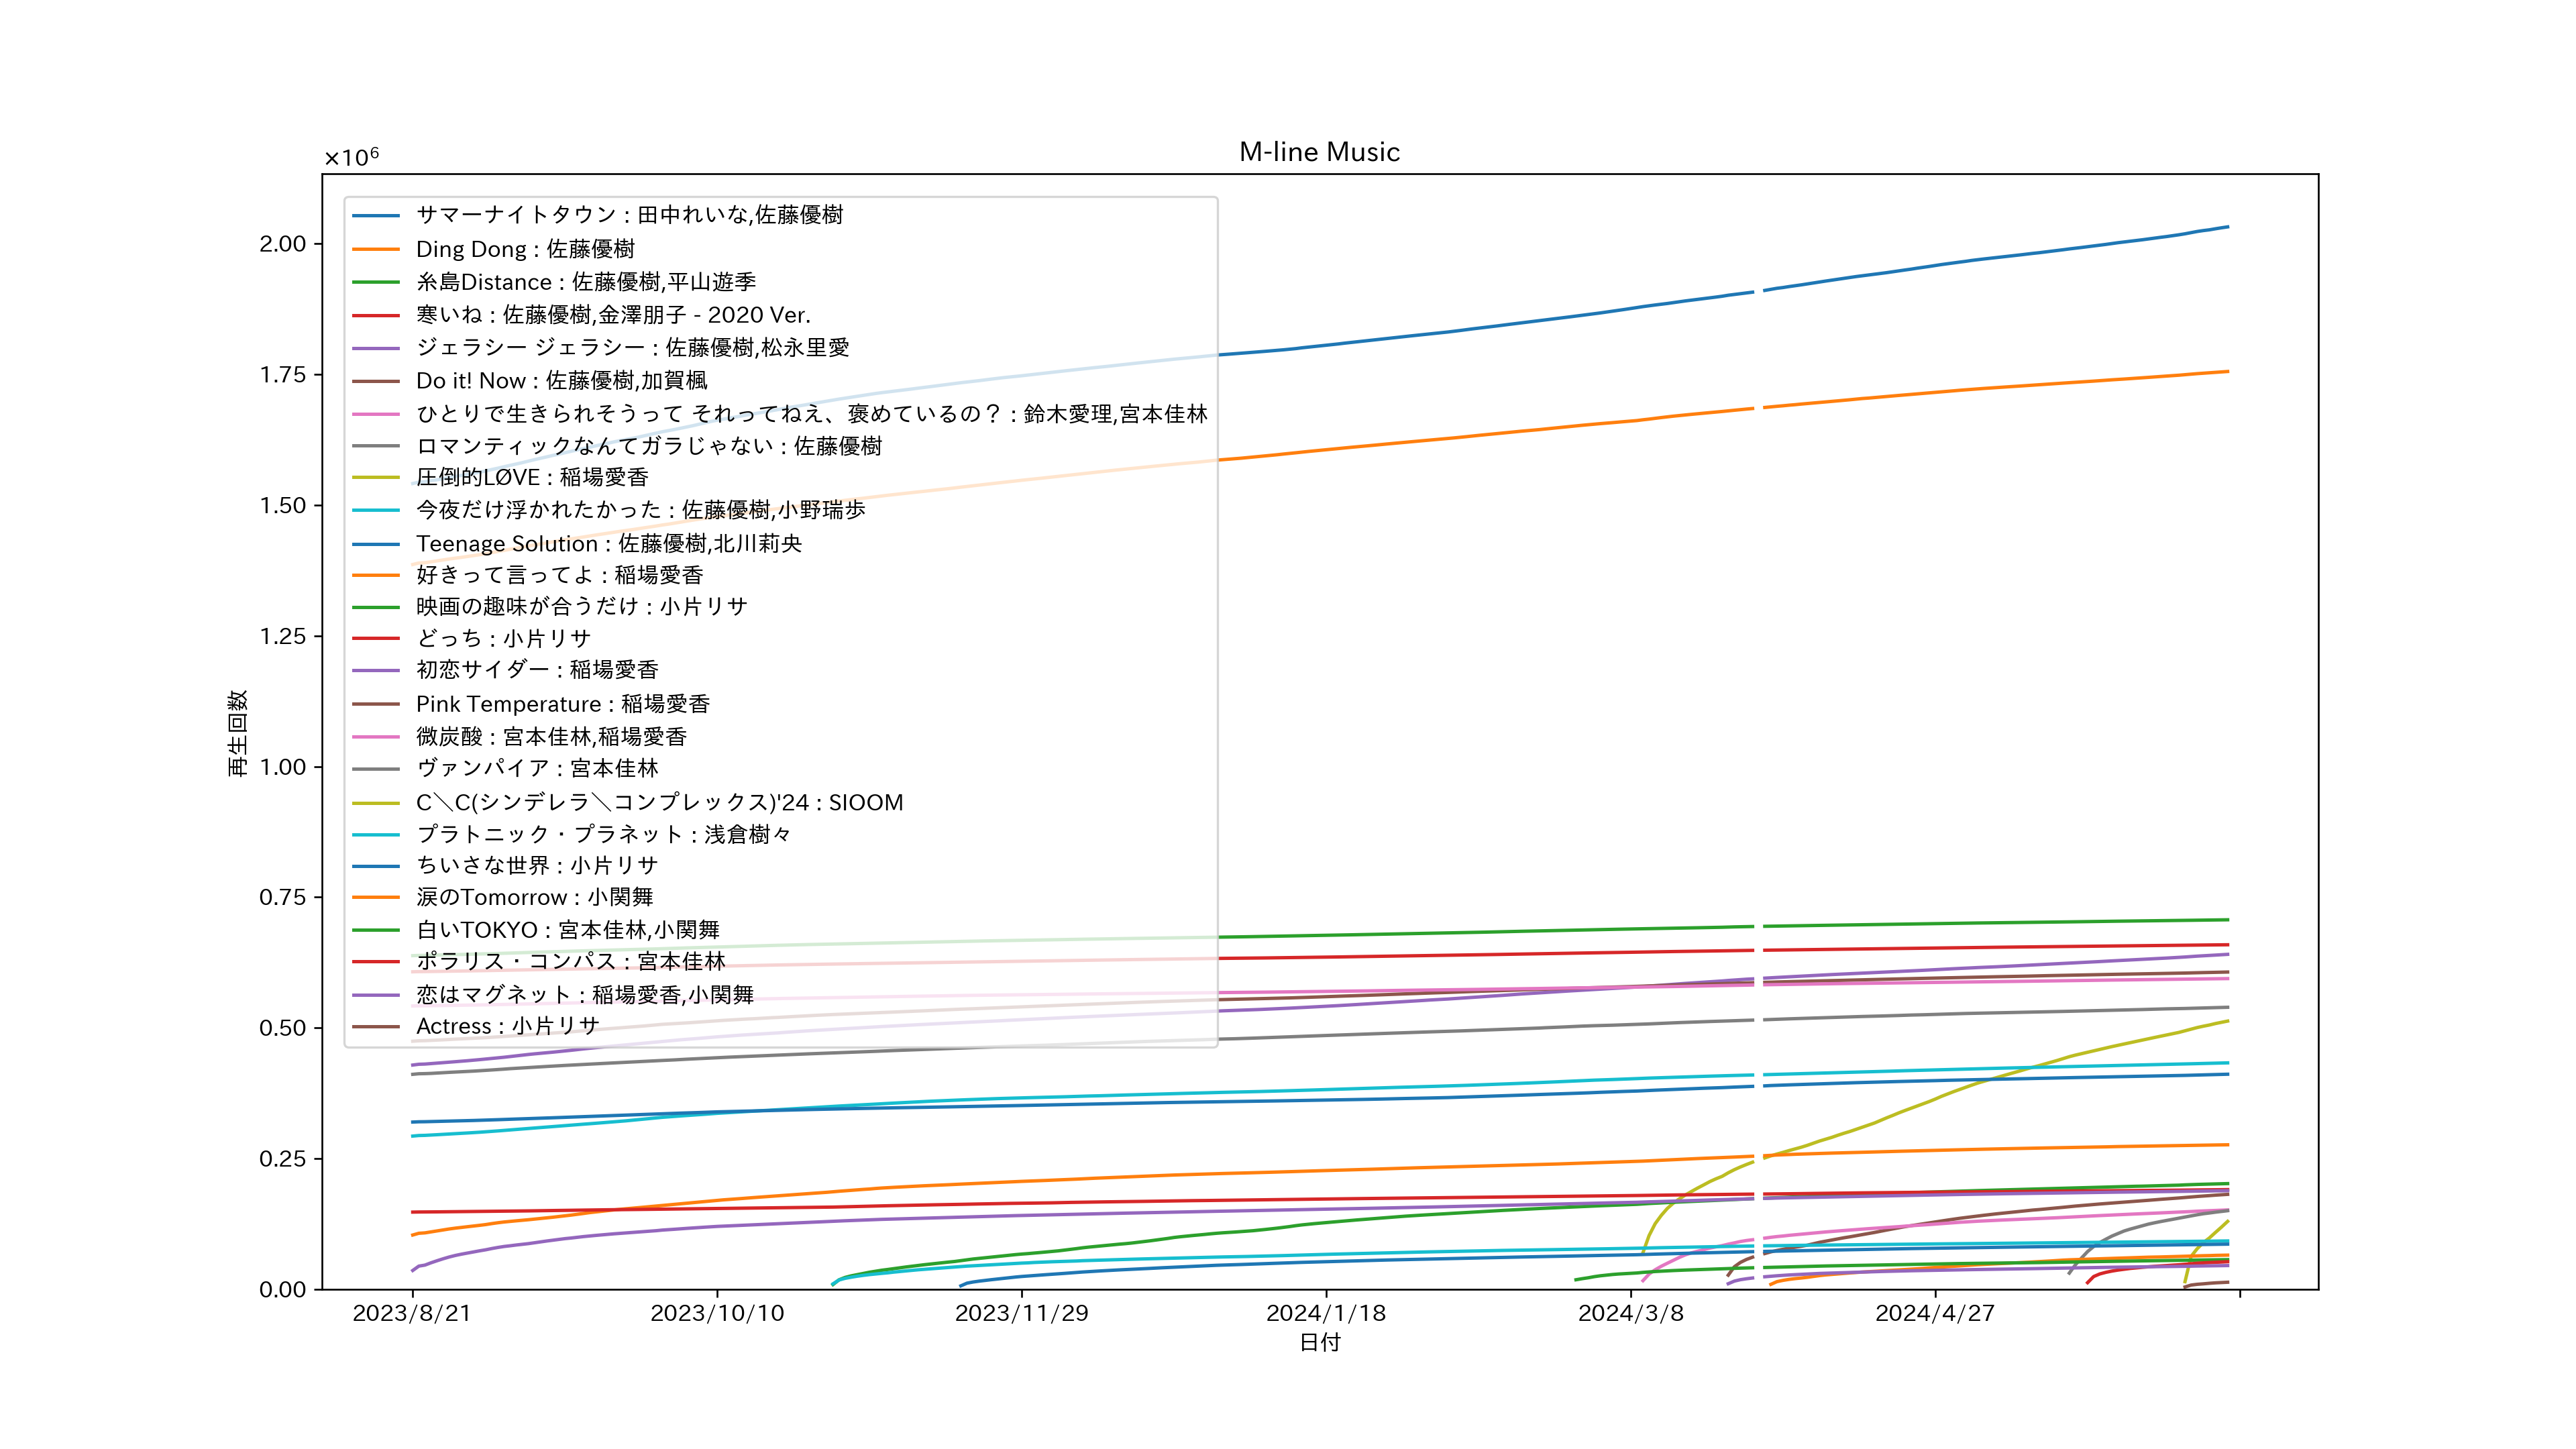 M-line Music
×10⁶
サマーナイトタウン : 田中れいな,佐藤優樹
Ding Dong : 佐藤優樹
糸島Distance : 佐藤優樹,平山遊季
寒いね : 佐藤優樹,金澤朋子 - 2020 Ver.
ジェラシー ジェラシー : 佐藤優樹,松永里愛
Do it! Now : 佐藤優樹,加賀楓
ひとりで生きられそうって それってねえ、褒めているの？ : 鈴木愛理,宮本佳林
ロマンティックなんてガラじゃない : 佐藤優樹
圧倒的LØVE : 稲場愛香
今夜だけ浮かれたかった : 佐藤優樹,小野瑞歩
Teenage Solution : 佐藤優樹,北川莉央
好きって言ってよ : 稲場愛香
映画の趣味が合うだけ : 小片リサ
どっち : 小片リサ
初恋サイダー : 稲場愛香
Pink Temperature : 稲場愛香
微炭酸 : 宮本佳林,稲場愛香
ヴァンパイア : 宮本佳林
C＼C(シンデレラ＼コンプレックス)'24 : SIOOM
プラトニック・プラネット : 浅倉樹々
ちいさな世界 : 小片リサ
涙のTomorrow : 小関舞
白いTOKYO : 宮本佳林,小関舞
ポラリス・コンパス : 宮本佳林
恋はマグネット : 稲場愛香,小関舞
Actress : 小片リサ
2.00
1.75
1.50
1.25
1.00
0.75
0.50
0.25
0.00
再生回数
2023/8/21
2023/10/10
2023/11/29
2024/1/18
2024/3/8
2024/4/27
日付